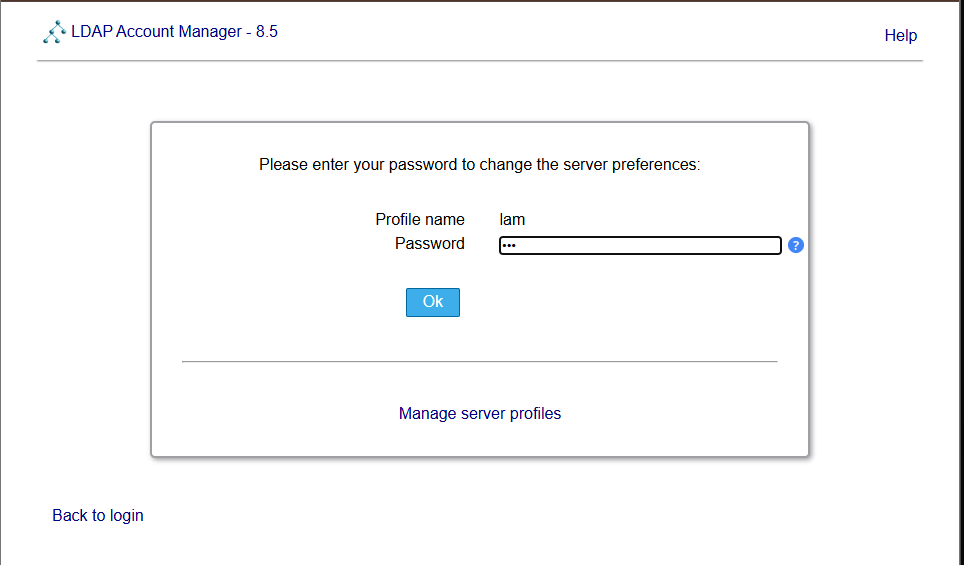 LDAP Account Manager - 8.5
Help
Please enter your password to change the server preferences:
Profile name lam
Password ••• ?
Ok
Manage server profiles
Back to login